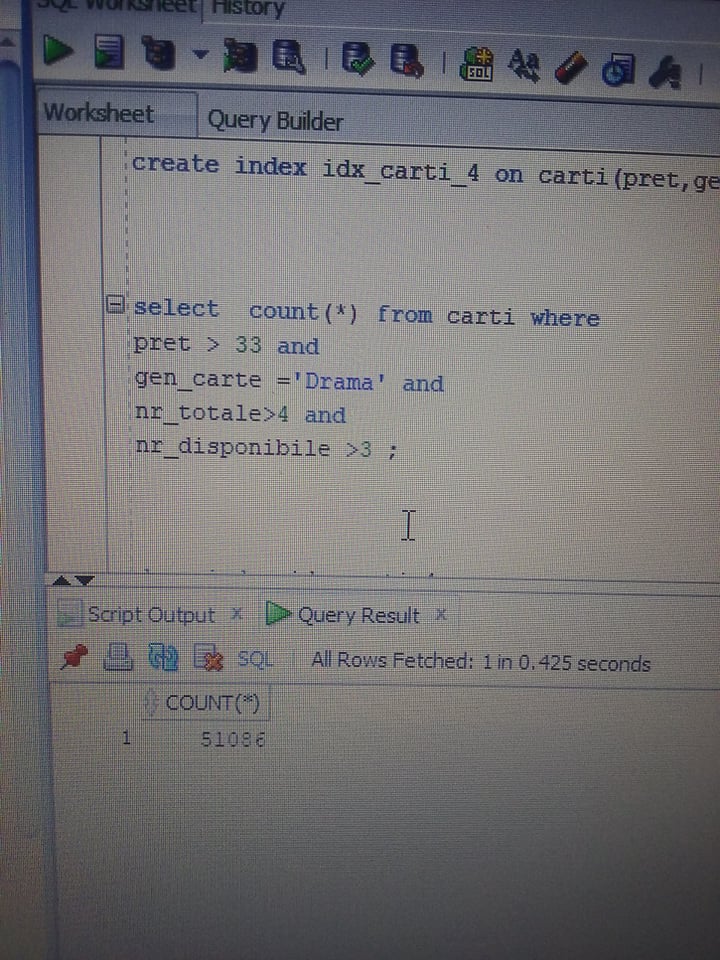 SQL Worksheet History
SQL
Worksheet Query Builder
create index idx_carti_4 on carti(pret,ge
select count(*) from carti where
pret > 33 and
gen_carte ='Drama' and
nr_totale>4 and
nr_disponibile >3 ;
Script Output x Query Result x
SQL All Rows Fetched: 1 in 0.425 seconds
COUNT(*)
1 51086